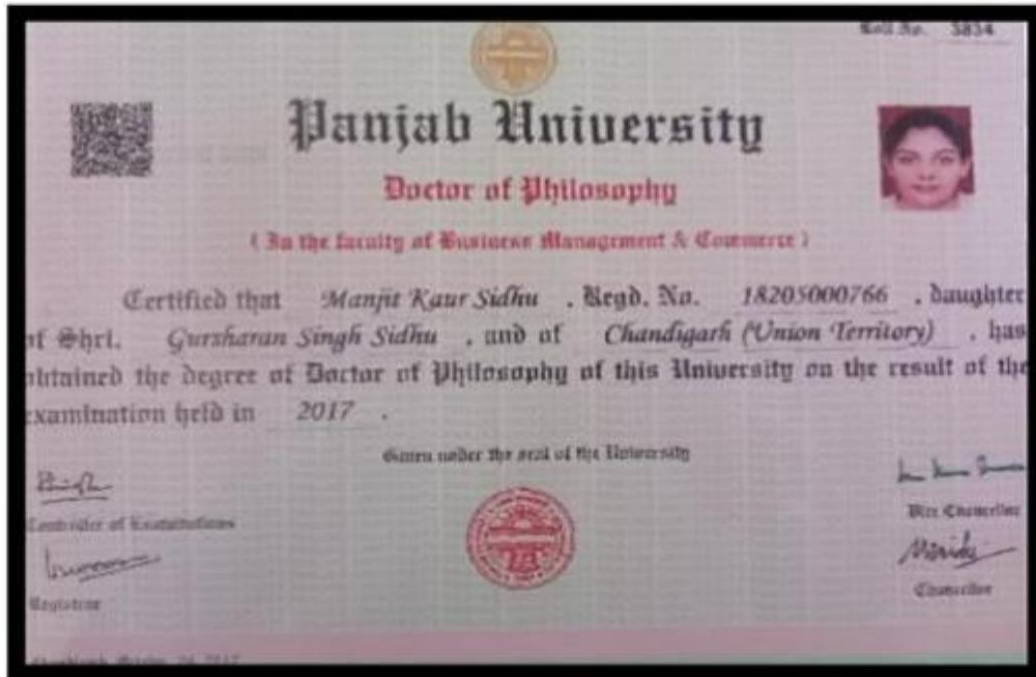 Roll No. 5834
Panjab University
Doctor of Philosophy
( In the faculty of Business Management & Commerce )
Certified that Manjit Kaur Sidhu , Regd. No. 18205000766 , daughter
of Shri. Gursharan Singh Sidhu , and of Chandigarh (Union Territory) , has
obtained the degree of Doctor of Philosophy of this University on the result of the
examination held in 2017 .
Given under the seal of the University
Controller of Examinations
Vice Chancellor
Registrar
Chancellor